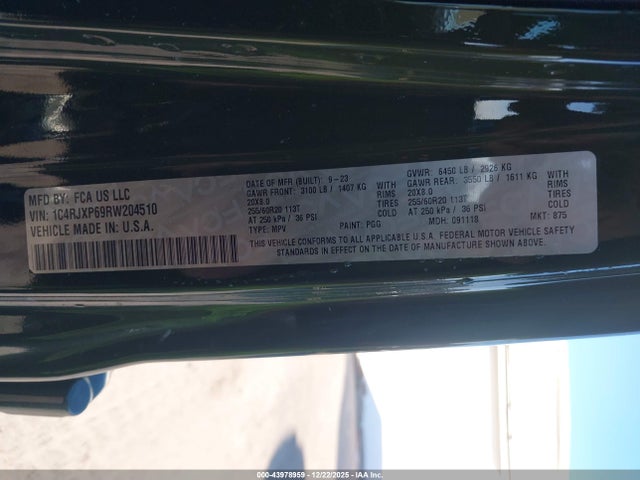 MFD BY: FCA US LLC
VIN: 1C4RJXP69RW204510
VEHICLE MADE IN: U.S.A.
DATE OF MFR (BUILT): 9-23
GAWR FRONT: 3100 LB / 1407 KG WITH
20X8.0 RIMS
255/60R20 113T TIRES
AT 250 kPa / 36 PSI COLD
TYPE: MPV PAINT: PGG
GVWR: 6450 LB / 2926 KG
GAWR REAR: 3550 LB / 1611 KG WITH
20X8.0 RIMS
255/60R20 113T TIRES
AT 250 kPa / 36 PSI COLD
MDH: 091118 MKT: 875
THIS VEHICLE CONFORMS TO ALL APPLICABLE U.S.A. FEDERAL MOTOR VEHICLE SAFETY
STANDARDS IN EFFECT ON THE DATE OF MANUFACTURE SHOWN ABOVE.
000-43978959 • 12/22/2025 • IAA Inc.